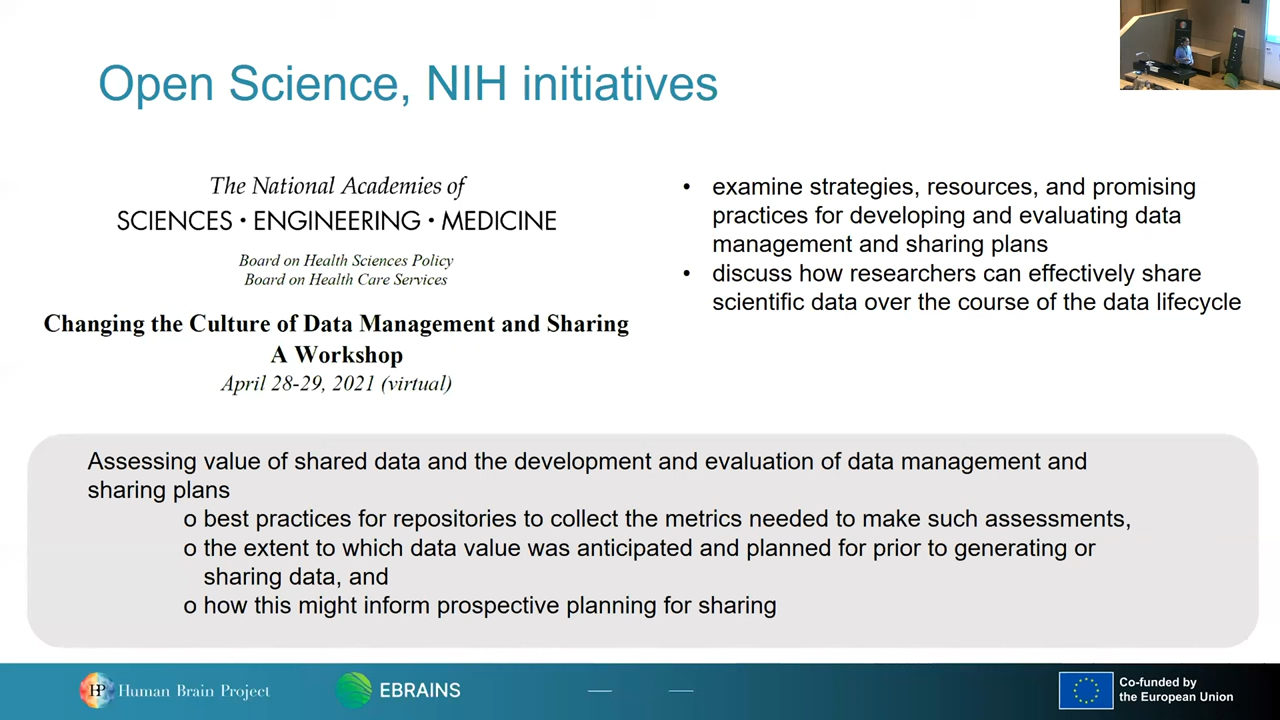 Open Science, NIH initiatives
The National Academies of
SCIENCES • ENGINEERING • MEDICINE
Board on Health Sciences Policy
Board on Health Care Services
Changing the Culture of Data Management and Sharing
A Workshop
April 28-29, 2021 (virtual)
• examine strategies, resources, and promising
practices for developing and evaluating data
management and sharing plans
• discuss how researchers can effectively share
scientific data over the course of the data lifecycle
Assessing value of shared data and the development and evaluation of data management and
sharing plans
o best practices for repositories to collect the metrics needed to make such assessments,
o the extent to which data value was anticipated and planned for prior to generating or
sharing data, and
o how this might inform prospective planning for sharing
HP Human Brain Project
EBRAINS
Co-funded by
the European Union